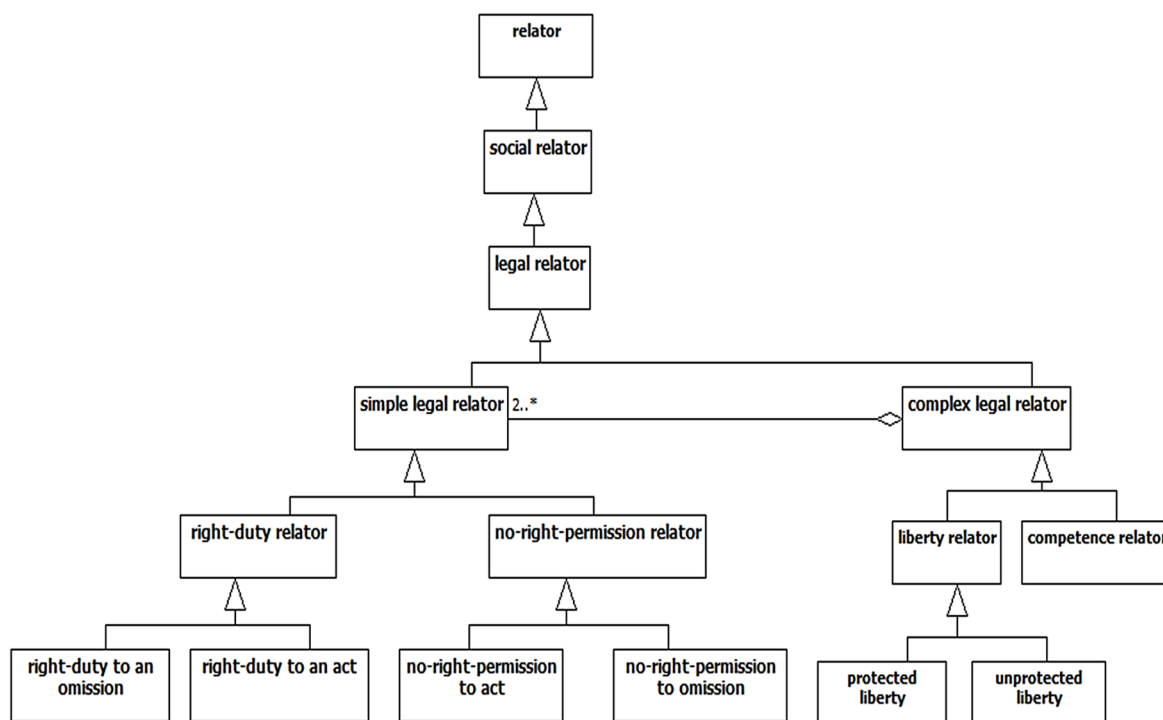 relator
social relator
legal relator
simple legal relator
2..*
complex legal relator
right-duty relator
no-right-permission relator
liberty relator
competence relator
right-duty to an
omission
right-duty to an act
no-right-permission
to act
no-right-permission
to omission
protected
liberty
unprotected
liberty